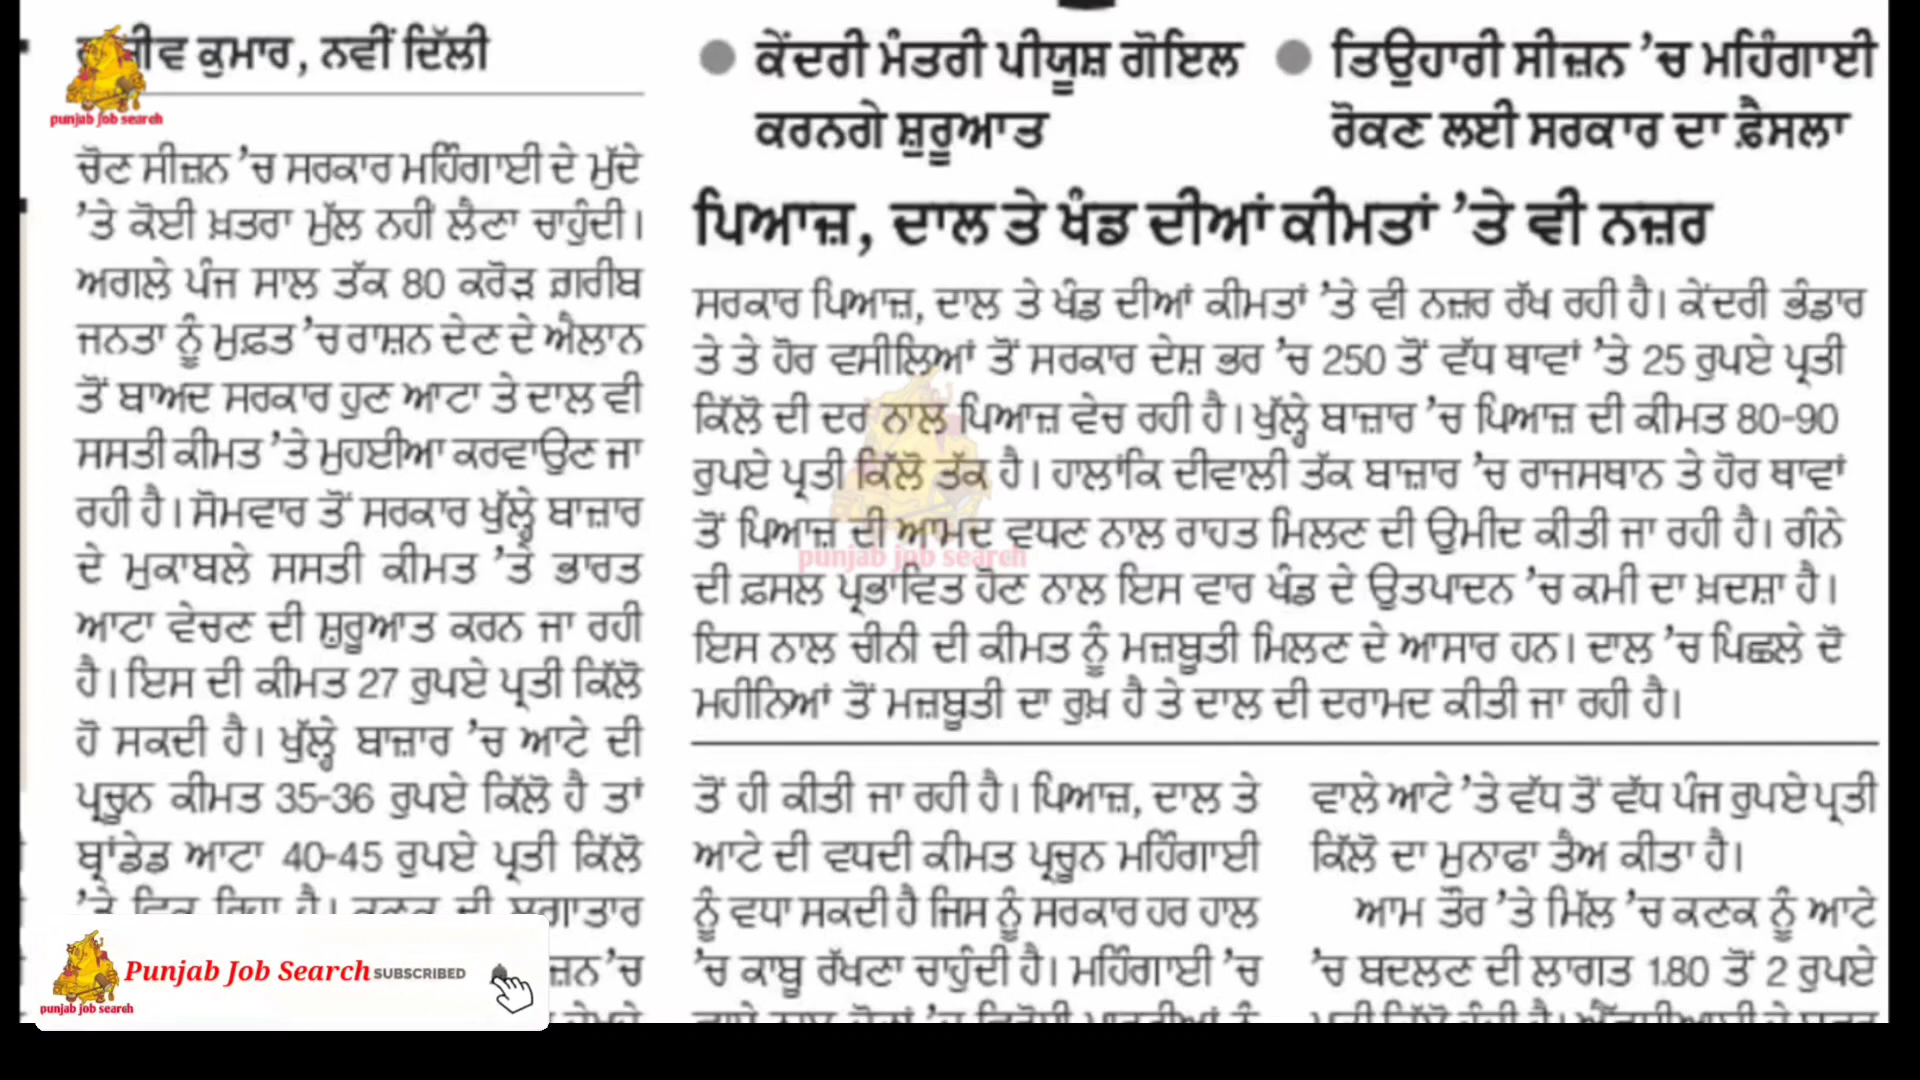 ਕੁਮਾਰ, ਨਵੀਂ ਦਿੱਲੀ
punjab job search
ਚੋਣ ਸੀਜ਼ਨ ’ਚ ਸਰਕਾਰ ਮਹਿੰਗਾਈ ਦੇ ਮੁੱਦੇ
’ਤੇ ਕੋਈ ਖ਼ਤਰਾ ਮੁੱਲ ਨਹੀਂ ਲੈਣਾ ਚਾਹੁੰਦੀ।
ਅਗਲੇ ਪੰਜ ਸਾਲ ਤੱਕ 80 ਕਰੋੜ ਗ਼ਰੀਬ
ਜਨਤਾ ਨੂੰ ਮੁਫ਼ਤ ’ਚ ਰਾਸ਼ਨ ਦੇਣ ਦੇ ਐਲਾਨ
ਤੋਂ ਬਾਅਦ ਸਰਕਾਰ ਹੁਣ ਆਟਾ ਤੇ ਦਾਲ ਵੀ
ਸਸਤੀ ਕੀਮਤ ’ਤੇ ਮੁਹਈਆ ਕਰਵਾਉਣ ਜਾ
ਰਹੀ ਹੈ। ਸੋਮਵਾਰ ਤੋਂ ਸਰਕਾਰ ਖੁੱਲ੍ਹੇ ਬਾਜ਼ਾਰ
ਦੇ ਮੁਕਾਬਲੇ ਸਸਤੀ ਕੀਮਤ ’ਤੇ ਭਾਰਤ
ਆਟਾ ਵੇਚਣ ਦੀ ਸ਼ੁਰੂਆਤ ਕਰਨ ਜਾ ਰਹੀ
ਹੈ। ਇਸ ਦੀ ਕੀਮਤ 27 ਰੁਪਏ ਪ੍ਰਤੀ ਕਿੱਲੋ
ਹੋ ਸਕਦੀ ਹੈ। ਖੁੱਲ੍ਹੇ ਬਾਜ਼ਾਰ ’ਚ ਆਟੇ ਦੀ
ਪ੍ਰਚੂਨ ਕੀਮਤ 35-36 ਰੁਪਏ ਕਿੱਲੋ ਹੈ ਤਾਂ
ਬ੍ਰਾਂਡੇਡ ਆਟਾ 40-45 ਰੁਪਏ ਪ੍ਰਤੀ ਕਿੱਲੋ
’ਤੇ ਵਿਕ ਰਿਹਾ ਹੈ। ਕਣਕ ਦੀ ਲਗਾਤਾਰ
’ਚ
● ਕੇਂਦਰੀ ਮੰਤਰੀ ਪੀਯੂਸ਼ ਗੋਇਲ
ਕਰਨਗੇ ਸ਼ੁਰੂਆਤ
● ਤਿਉਹਾਰੀ ਸੀਜ਼ਨ ’ਚ ਮਹਿੰਗਾਈ
ਰੋਕਣ ਲਈ ਸਰਕਾਰ ਦਾ ਫ਼ੈਸਲਾ
ਪਿਆਜ਼, ਦਾਲ ਤੇ ਖੰਡ ਦੀਆਂ ਕੀਮਤਾਂ ’ਤੇ ਵੀ ਨਜ਼ਰ
ਸਰਕਾਰ ਪਿਆਜ਼, ਦਾਲ ਤੇ ਖੰਡ ਦੀਆਂ ਕੀਮਤਾਂ ’ਤੇ ਵੀ ਨਜ਼ਰ ਰੱਖ ਰਹੀ ਹੈ। ਕੇਂਦਰੀ ਭੰਡਾਰ
ਤੇ ਤੇ ਹੋਰ ਵਸੀਲਿਆਂ ਤੋਂ ਸਰਕਾਰ ਦੇਸ਼ ਭਰ ’ਚ 250 ਤੋਂ ਵੱਧ ਥਾਵਾਂ ’ਤੇ 25 ਰੁਪਏ ਪ੍ਰਤੀ
ਕਿੱਲੋ ਦੀ ਦਰ ਨਾਲ ਪਿਆਜ਼ ਵੇਚ ਰਹੀ ਹੈ। ਖੁੱਲ੍ਹੇ ਬਾਜ਼ਾਰ ’ਚ ਪਿਆਜ਼ ਦੀ ਕੀਮਤ 80-90
ਰੁਪਏ ਪ੍ਰਤੀ ਕਿੱਲੋ ਤੱਕ ਹੈ। ਹਾਲਾਂਕਿ ਦੀਵਾਲੀ ਤੱਕ ਬਾਜ਼ਾਰ ’ਚ ਰਾਜਸਥਾਨ ਤੇ ਹੋਰ ਥਾਵਾਂ
ਤੋਂ ਪਿਆਜ਼ ਦੀ ਆਮਦ ਵਧਣ ਨਾਲ ਰਾਹਤ ਮਿਲਣ ਦੀ ਉਮੀਦ ਕੀਤੀ ਜਾ ਰਹੀ ਹੈ। ਗੰਨੇ
punjab job search
ਦੀ ਫ਼ਸਲ ਪ੍ਰਭਾਵਿਤ ਹੋਣ ਨਾਲ ਇਸ ਵਾਰ ਖੰਡ ਦੇ ਉਤਪਾਦਨ ’ਚ ਕਮੀ ਦਾ ਖ਼ਦਸ਼ਾ ਹੈ।
ਇਸ ਨਾਲ ਚੀਨੀ ਦੀ ਕੀਮਤ ਨੂੰ ਮਜ਼ਬੂਤੀ ਮਿਲਣ ਦੇ ਆਸਾਰ ਹਨ। ਦਾਲ ’ਚ ਪਿਛਲੇ ਦੋ
ਮਹੀਨਿਆਂ ਤੋਂ ਮਜ਼ਬੂਤੀ ਦਾ ਰੁਖ਼ ਹੈ ਤੇ ਦਾਲ ਦੀ ਦਰਾਮਦ ਕੀਤੀ ਜਾ ਰਹੀ ਹੈ।
ਤੋਂ ਹੀ ਕੀਤੀ ਜਾ ਰਹੀ ਹੈ। ਪਿਆਜ਼, ਦਾਲ ਤੇ
ਆਟੇ ਦੀ ਵਧਦੀ ਕੀਮਤ ਪ੍ਰਚੂਨ ਮਹਿੰਗਾਈ
ਨੂੰ ਵਧਾ ਸਕਦੀ ਹੈ ਜਿਸ ਨੂੰ ਸਰਕਾਰ ਹਰ ਹਾਲ
’ਚ ਕਾਬੂ ਰੱਖਣਾ ਚਾਹੁੰਦੀ ਹੈ। ਮਹਿੰਗਾਈ ’ਚ
ਵਾਲੇ ਆਟੇ ’ਤੇ ਵੱਧ ਤੋਂ ਵੱਧ ਪੰਜ ਰੁਪਏ ਪ੍ਰਤੀ
ਕਿੱਲੋ ਦਾ ਮੁਨਾਫਾ ਤੈਅ ਕੀਤਾ ਹੈ।
ਆਮ ਤੌਰ ’ਤੇ ਮਿੱਲ ’ਚ ਕਣਕ ਨੂੰ ਆਟੇ
’ਚ ਬਦਲਣ ਦੀ ਲਾਗਤ 1.80 ਤੋਂ 2 ਰੁਪਏ
Punjab Job Search SUBSCRIBED
punjab job search